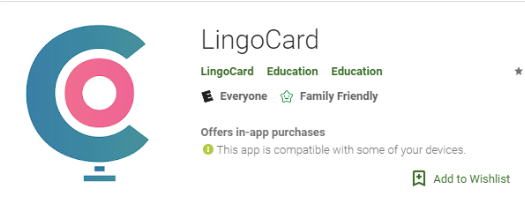 LingoCard
LingoCard Education Education
E Everyone Family Friendly
Offers in-app purchases
This app is compatible with some of your devices.
Add to Wishlist